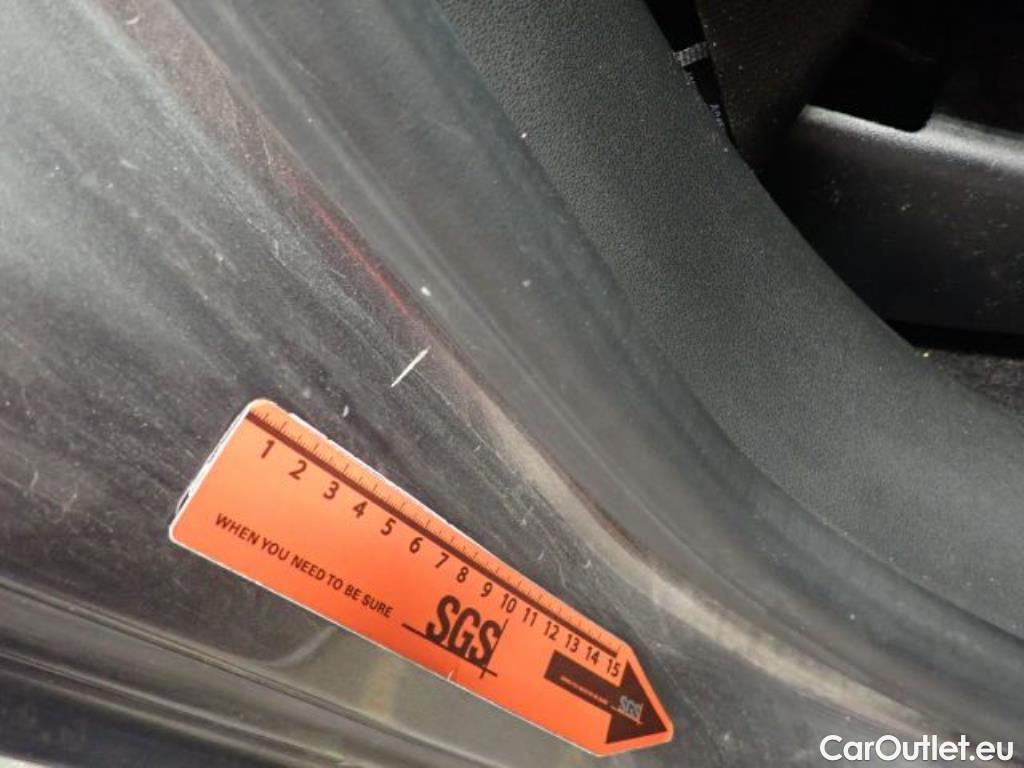 1 2 3 4 5 6 7 8 9 10 11 12 13 14 15
WHEN YOU NEED TO BE SURE
SGS
SGS
CarOutlet.eu